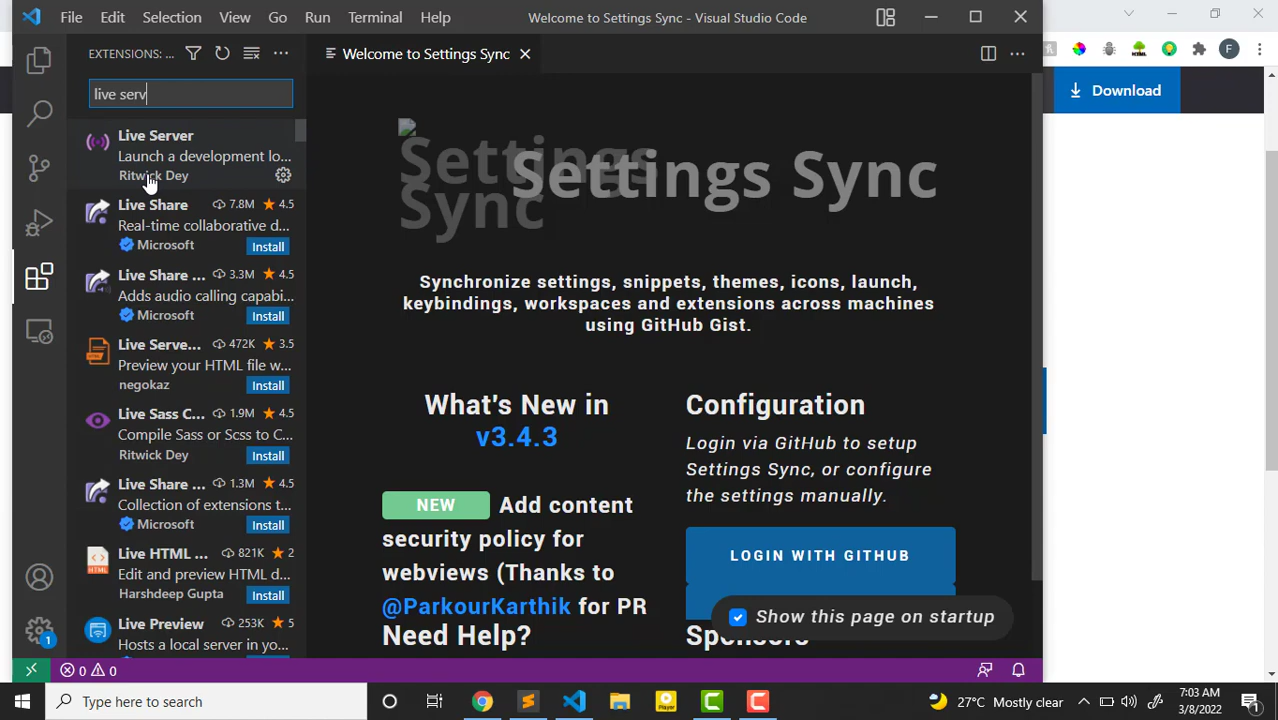 File Edit Selection View Go Run Terminal Help Welcome to Settings Sync - Visual Studio Code
EXTENSIONS: ...
Welcome to Settings Sync
live serv
Live Server
Launch a development lo...
Ritwick Dey
Live Share 7.8M 4.5
Real-time collaborative d...
Microsoft Install
Live Share ... 3.3M 4.5
Adds audio calling capabi...
Microsoft Install
Live Serve... 472K 3.5
Preview your HTML file w...
negokaz Install
Live Sass C... 1.9M 4.5
Compile Sass or Scss to C...
Ritwick Dey Install
Live Share ... 1.3M 4.5
Collection of extensions t...
Microsoft Install
Live HTML ... 821K 2
Edit and preview HTML d...
Harshdeep Gupta Install
Live Preview 253K 5
Hosts a local server in yo...
Settings
Sync
Settings Sync
Synchronize settings, snippets, themes, icons, launch,
keybindings, workspaces and extensions across machines
using GitHub Gist.
What's New in
v3.4.3
NEW Add content
security policy for
webviews (Thanks to
@ParkourKarthik for PR
Need Help?
Configuration
Login via GitHub to setup
Settings Sync, or configure
the settings manually.
LOGIN WITH GITHUB
Show this page on startup
Sponsors
Download
F
1
0 0
Type here to search
Player
27°C Mostly clear
7:03 AM
3/8/2022
1